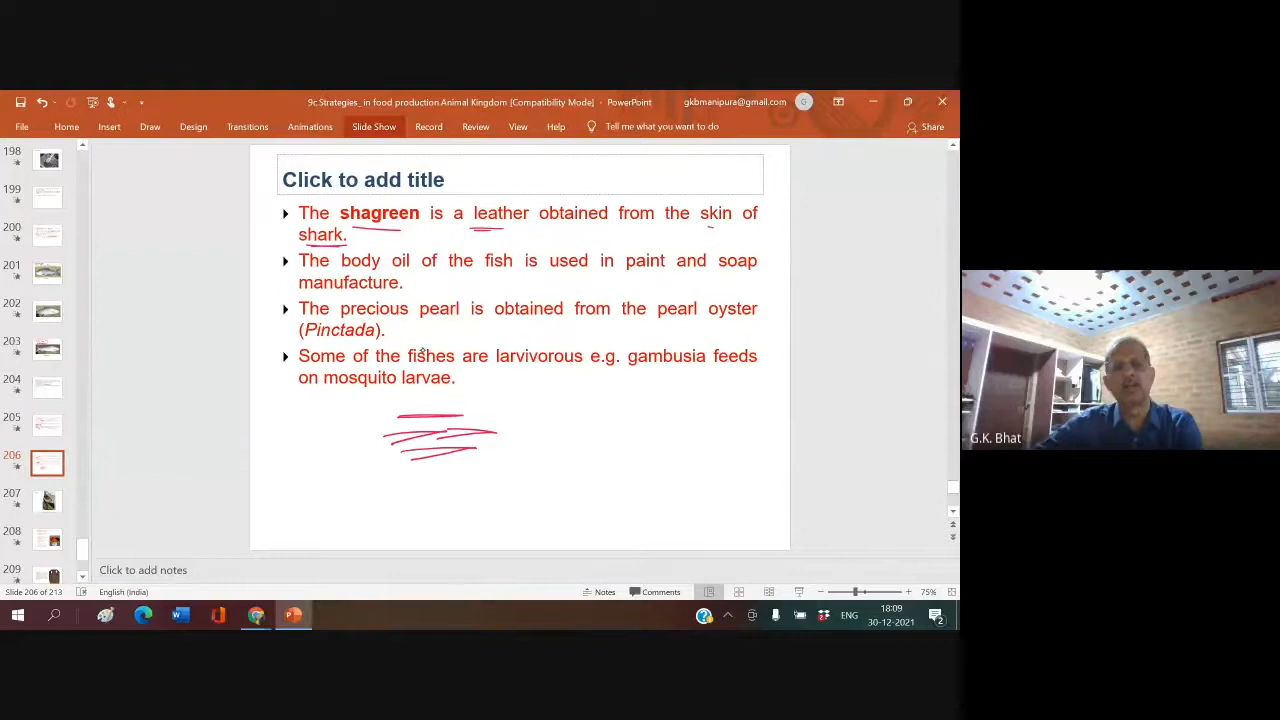 9c.Strategies_ in food production.Animal Kingdom [Compatibility Mode] - PowerPoint
gkbmanipura@gmail.com
G
File Home Insert Draw Design Transitions Animations Slide Show Record Review View Help Tell me what you want to do Share
198
199
200
201
202
203
204
205
206
207
208
209
Click to add title
The shagreen is a leather obtained from the skin of
shark.
The body oil of the fish is used in paint and soap
manufacture.
The precious pearl is obtained from the pearl oyster
(Pinctada).
Some of the fishes are larvivorous e.g. gambusia feeds
on mosquito larvae.
G.K. Bhat
Click to add notes
Slide 206 of 213 English (India) Notes Comments 75%
ENG
18:09
30-12-2021
2